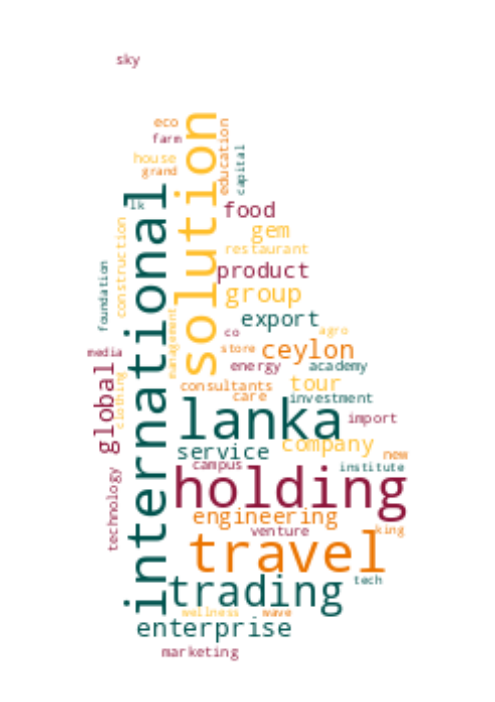 sky
eco
farm
house
grand
education
capital
solution
international
lk
food
gem
construction
restaurant
product
foundation
group
export
management
co
agro
media
store
ceylon
energy
academy
global
clothing
consultants
tour
care
investment
lanka
import
service
company
campus
new
institute
technology
holding
engineering
venture
king
travel
trading
tech
wellness
wave
enterprise
marketing